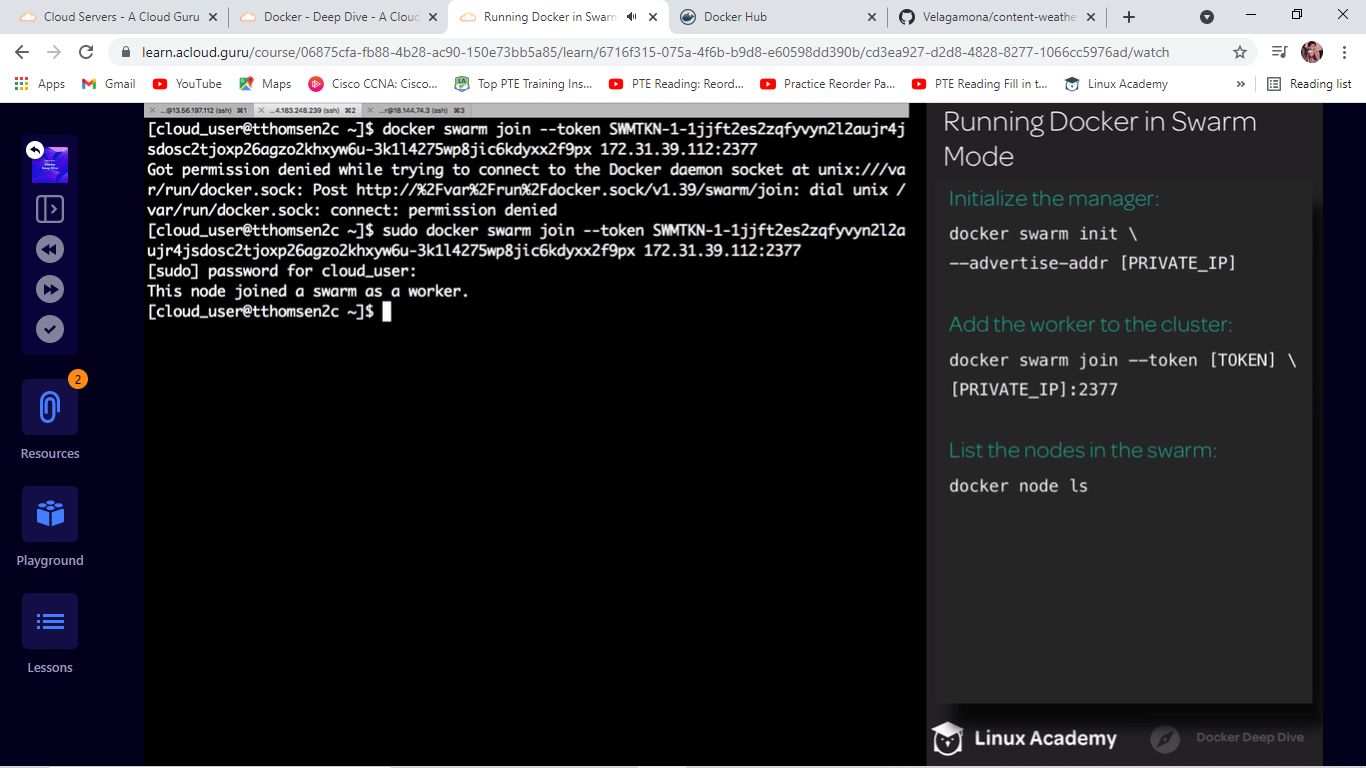 Cloud Servers - A Cloud Guru
Docker - Deep Dive - A Cloud
Running Docker in Swarm
Docker Hub
Velagamona/content-weathe
learn.acloud.guru/course/06875cfa-fb88-4b28-ac90-150e73bb5a85/learn/6716f315-075a-4f6b-b9d8-e60598dd390b/cd3ea927-d2d8-4828-8277-1066cc5976ad/watch
Apps
Gmail
YouTube
Maps
Cisco CCNA: Cisco...
Top PTE Training Ins...
PTE Reading: Reord...
Practice Reorder Pa...
PTE Reading Fill in t...
Linux Academy
»
Reading list
2
Resources
Playground
Lessons
...@13.56.197.112 (ssh) ⌘1
...4.183.248.239 (ssh) ⌘2
...r@18.144.74.3 (ssh) ⌘3
[cloud_user@tthomsen2c ~]$ docker swarm join --token SWMTKN-1-1jjft2es2zqfyvyn2l2aujr4j
sdosc2tjoxp26agzo2khxyw6u-3k1l4275wp8jic6kdyxx2f9px 172.31.39.112:2377
Got permission denied while trying to connect to the Docker daemon socket at unix:///va
r/run/docker.sock: Post http://%2Fvar%2Frun%2Fdocker.sock/v1.39/swarm/join: dial unix /
var/run/docker.sock: connect: permission denied
[cloud_user@tthomsen2c ~]$ sudo docker swarm join --token SWMTKN-1-1jjft2es2zqfyvyn2l2a
ujr4jsdosc2tjoxp26agzo2khxyw6u-3k1l4275wp8jic6kdyxx2f9px 172.31.39.112:2377
[sudo] password for cloud_user:
This node joined a swarm as a worker.
[cloud_user@tthomsen2c ~]$
Running Docker in Swarm
Mode
Initialize the manager:
docker swarm init \
--advertise-addr [PRIVATE_IP]
Add the worker to the cluster:
docker swarm join --token [TOKEN] \
[PRIVATE_IP]:2377
List the nodes in the swarm:
docker node ls
Linux Academy
Docker Deep Dive